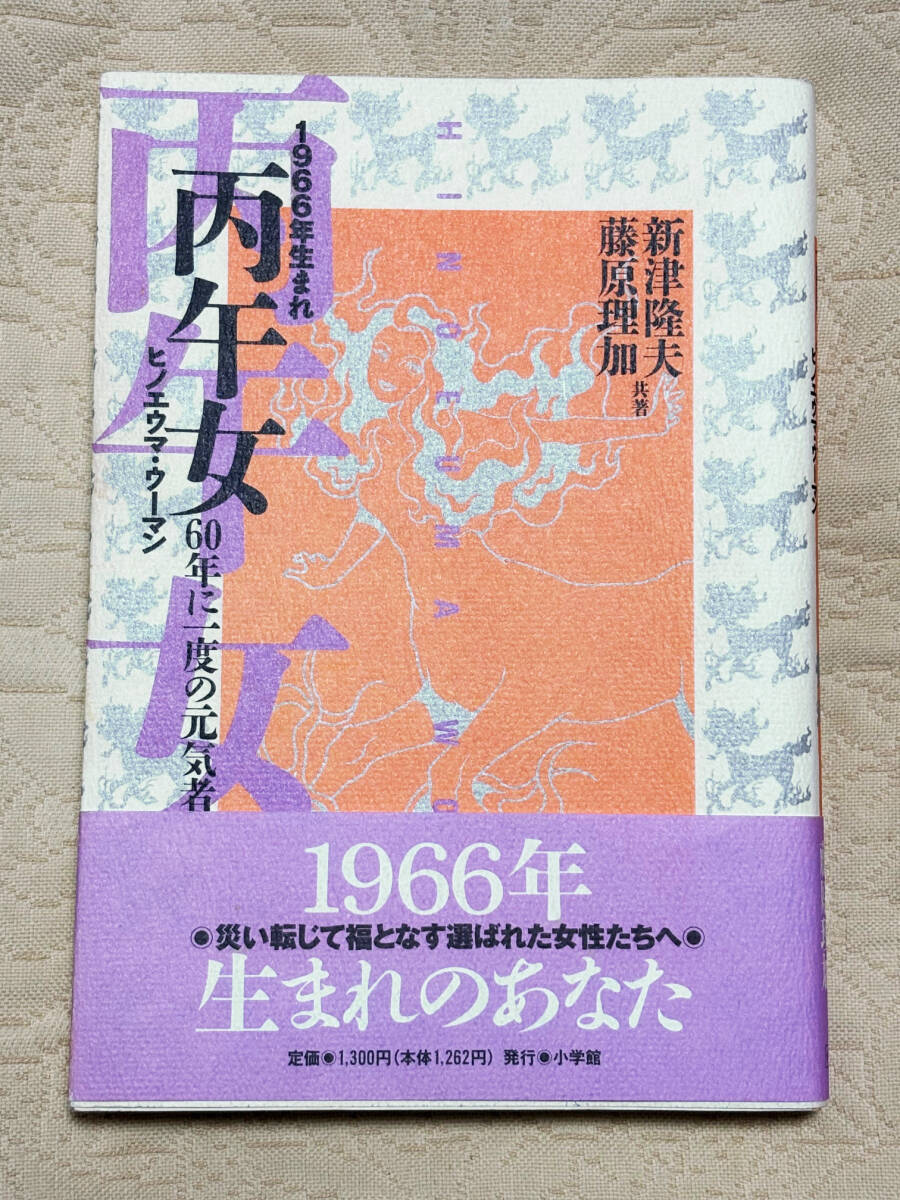 1966年生まれ
丙午女
丙午女
ヒノエウマ・ウーマン
60年に一度の元気者
HINOEUMA WO
新津隆夫
藤原理加
共著
1966年
●災い転じて福となす選ばれた女性たちへ●
生まれのあなた
定価●1,300円(本体1,262円) 発行●小学館